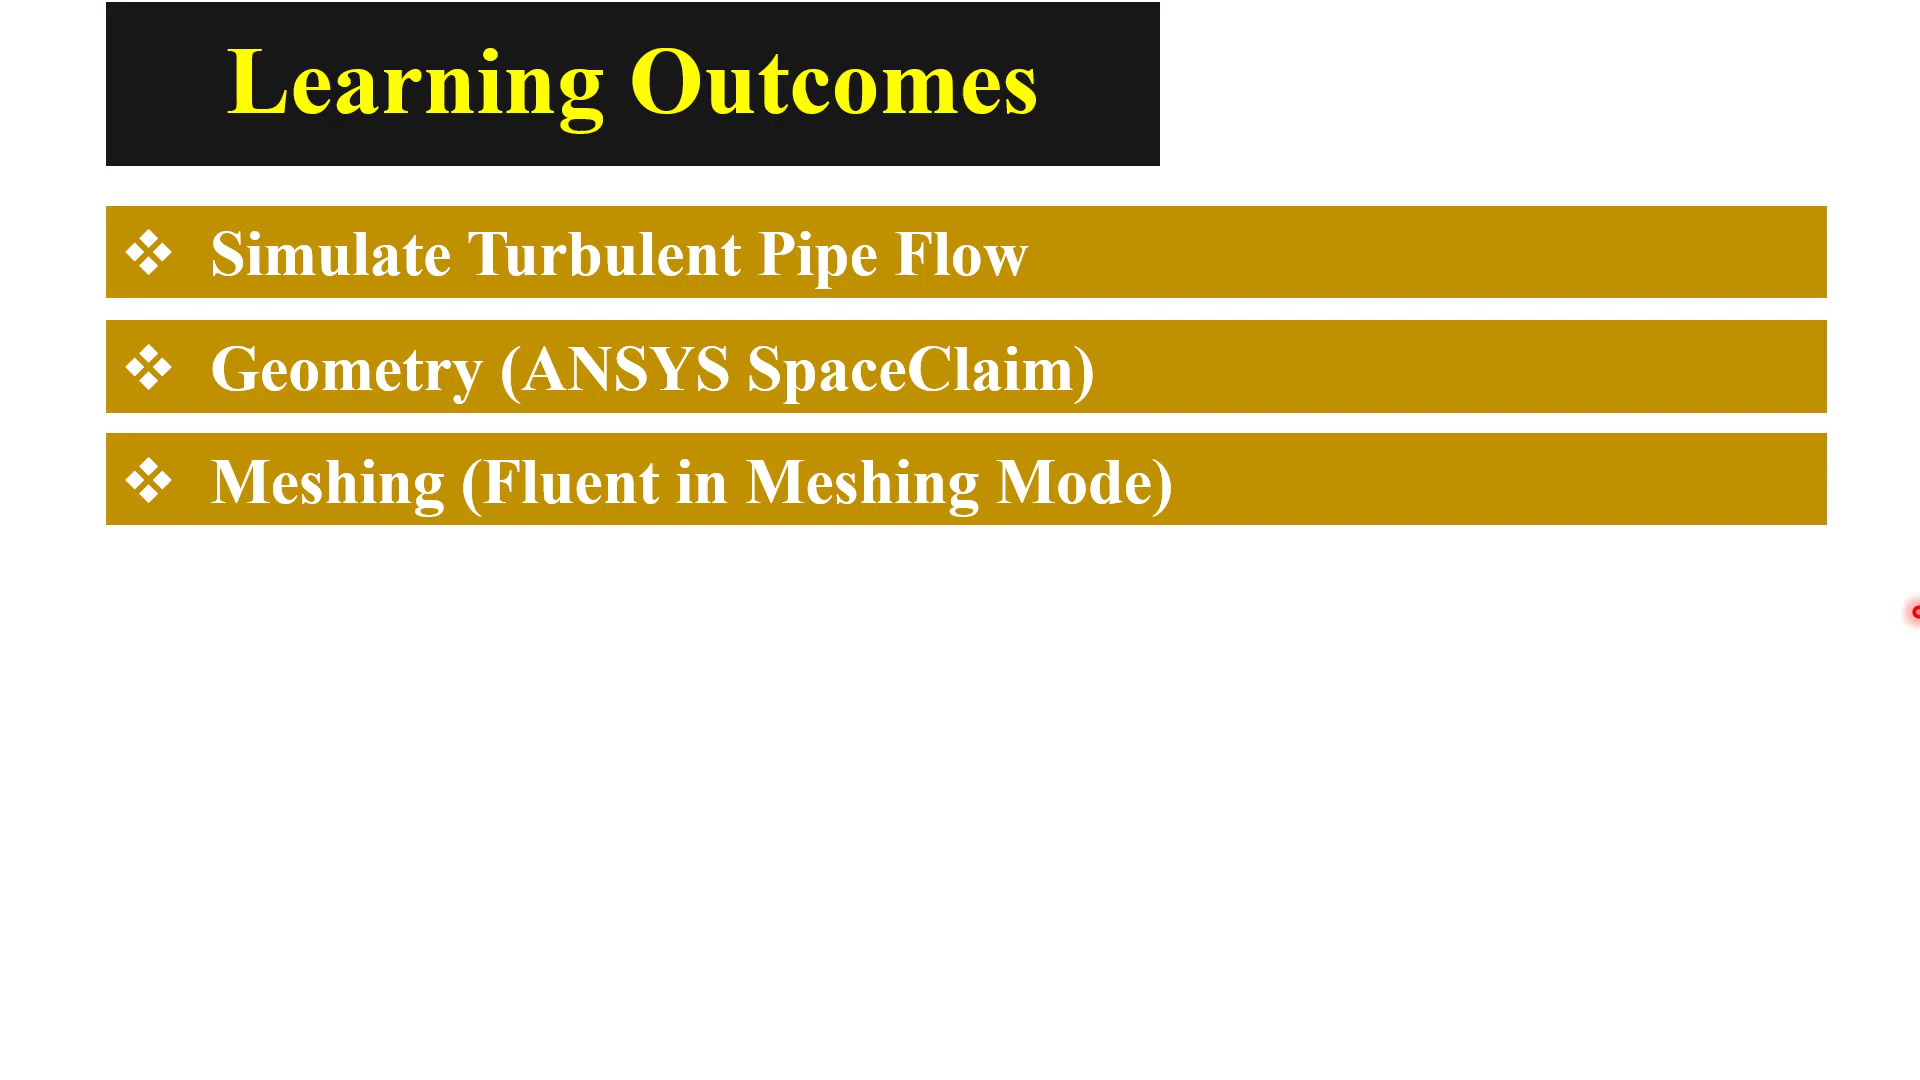 Learning Outcomes
❖ Simulate Turbulent Pipe Flow
❖ Geometry (ANSYS SpaceClaim)
❖ Meshing (Fluent in Meshing Mode)